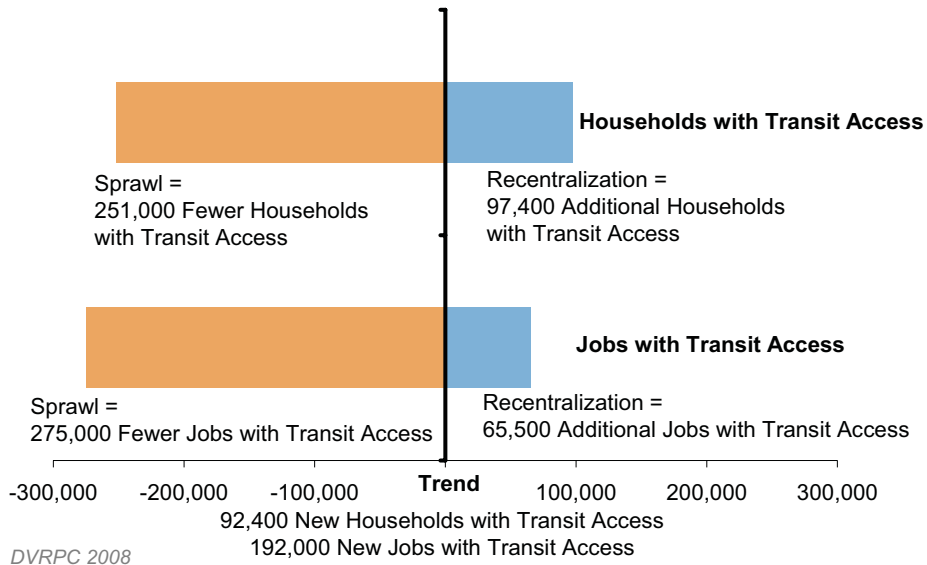 Households with Transit Access
Sprawl =
251,000 Fewer Households
with Transit Access
Recentralization =
97,400 Additional Households
with Transit Access
Jobs with Transit Access
Sprawl =
275,000 Fewer Jobs with Transit Access
Recentralization =
65,500 Additional Jobs with Transit Access
-300,000 -200,000 -100,000 Trend 100,000 200,000 300,000
92,400 New Households with Transit Access
192,000 New Jobs with Transit Access
DVRPC 2008